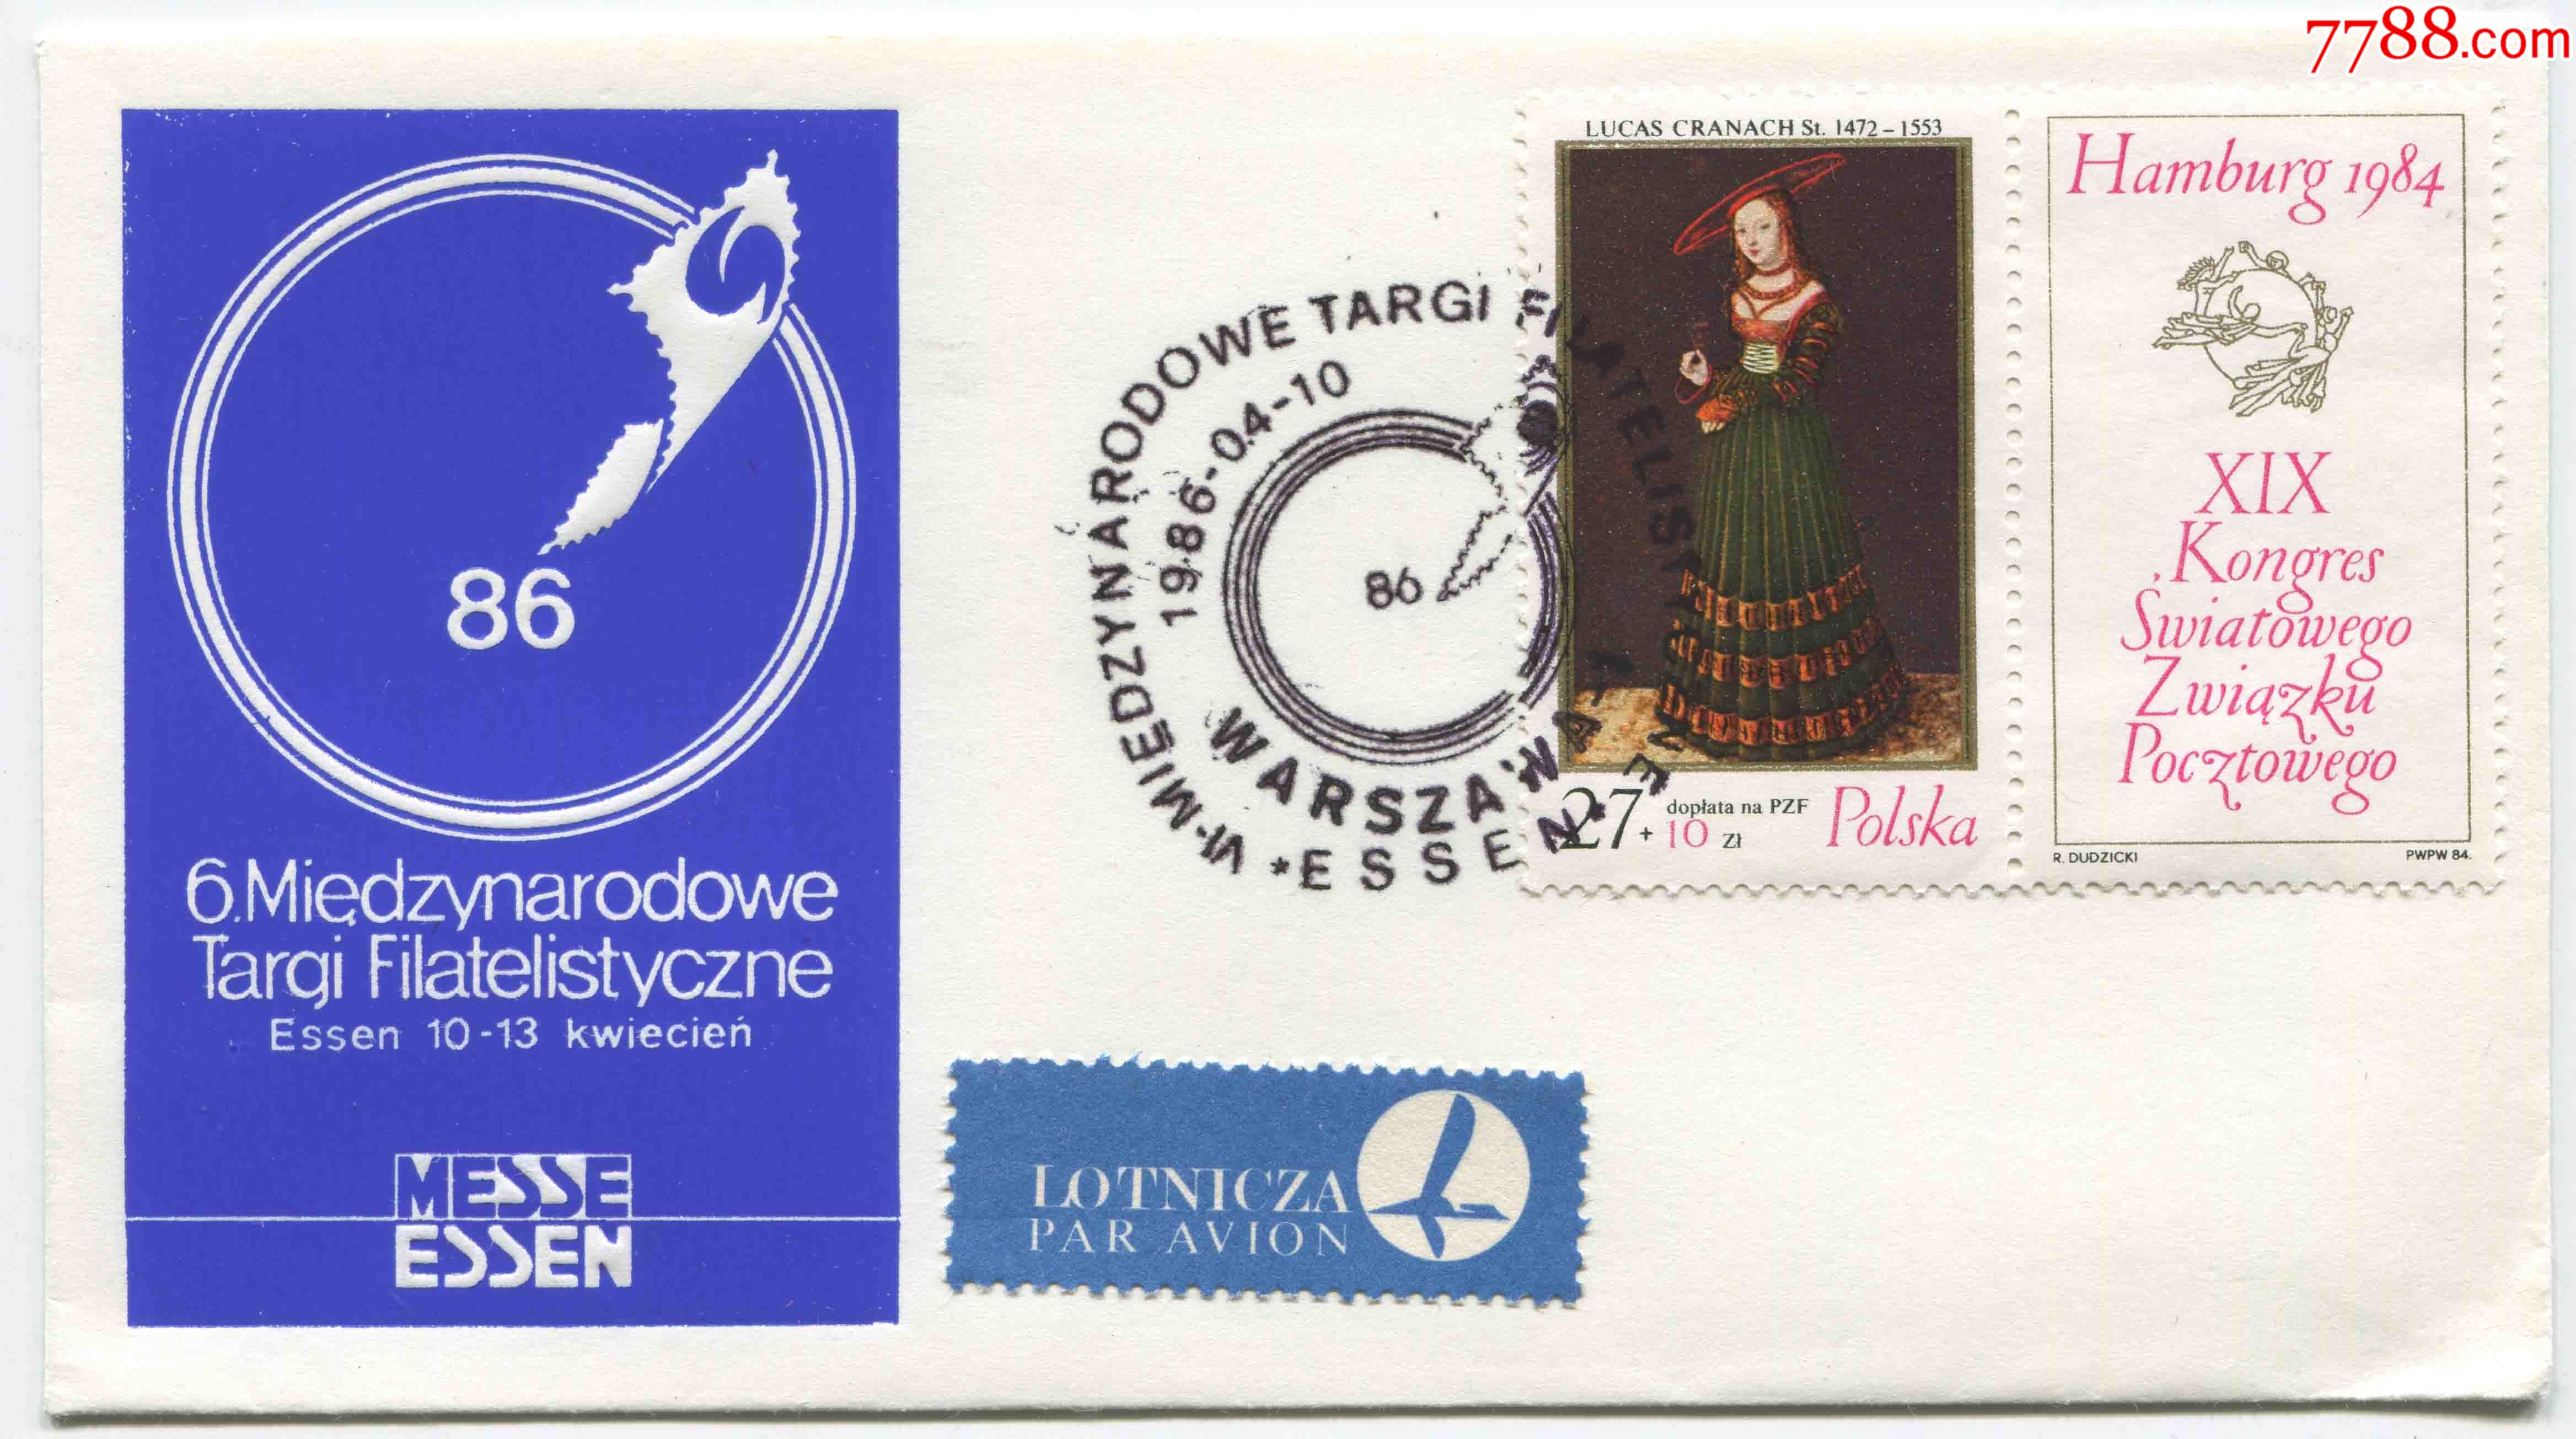 7788.com
86
6.Międzynarodowe
Targi Filatelistyczne
Essen 10-13 kwiecień
MESSE
ESSEN
VI·MIĘDZYNARODOWE TARGI FILATELISTYCZNE
1986-04-10
86
WARSZAWA
*ESSEN*
LUCAS CRANACH St. 1472 – 1553
27+ dopłata na PZF
10 zł
Polska
Hamburg 1984
XIX
Kongres
Światowego
Związku
Pocztowego
R. DUDZICKI
PWPW 84.
LOTNICZA
PAR AVION